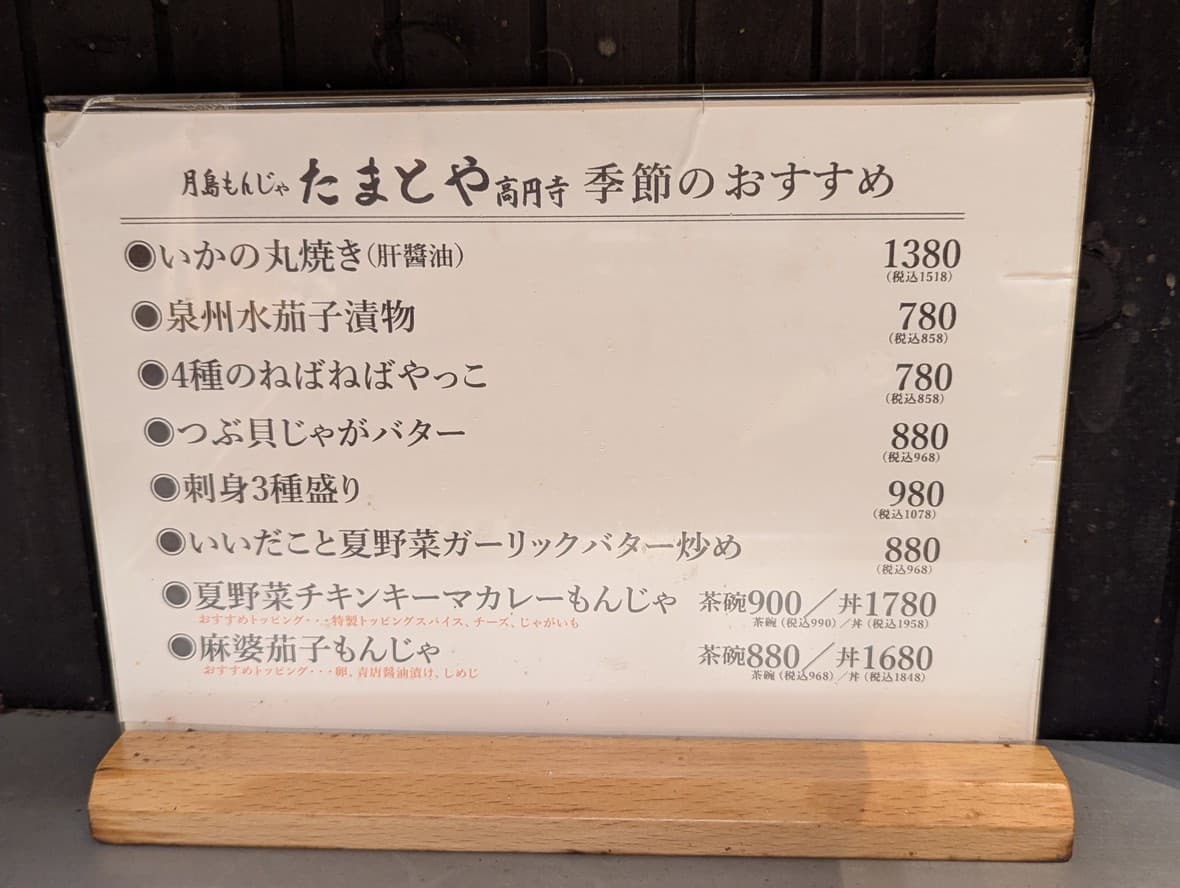 月島もんじゃ たまとや 高円寺 季節のおすすめ
◉いかの丸焼き(肝醬油) 1380
(税込1518)
◉泉州水茄子漬物 780
(税込858)
◉4種のねばねばやっこ 780
(税込858)
◉つぶ貝じゃがバター 880
(税込968)
◉刺身3種盛り 980
(税込1078)
◉いいだこと夏野菜ガーリックバター炒め 880
(税込968)
◉夏野菜チキンキーマカレーもんじゃ 茶碗900/丼1780
おすすめトッピング・・・特製トッピングスパイス、チーズ、じゃがいも 茶碗(税込990)/丼(税込1958)
◉麻婆茄子もんじゃ 茶碗880/丼1680
おすすめトッピング・・・卵、青唐醤油漬け、しめじ 茶碗(税込968)/丼(税込1848)